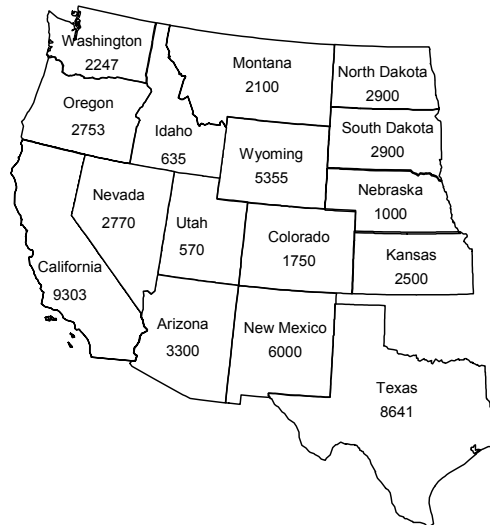 Washington
2247
Montana
2100
North Dakota
2900
Oregon
2753
Idaho
635
South Dakota
2900
Wyoming
5355
Nebraska
1000
Nevada
2770
Utah
570
Colorado
1750
Kansas
2500
California
9303
Arizona
3300
New Mexico
6000
Texas
8641